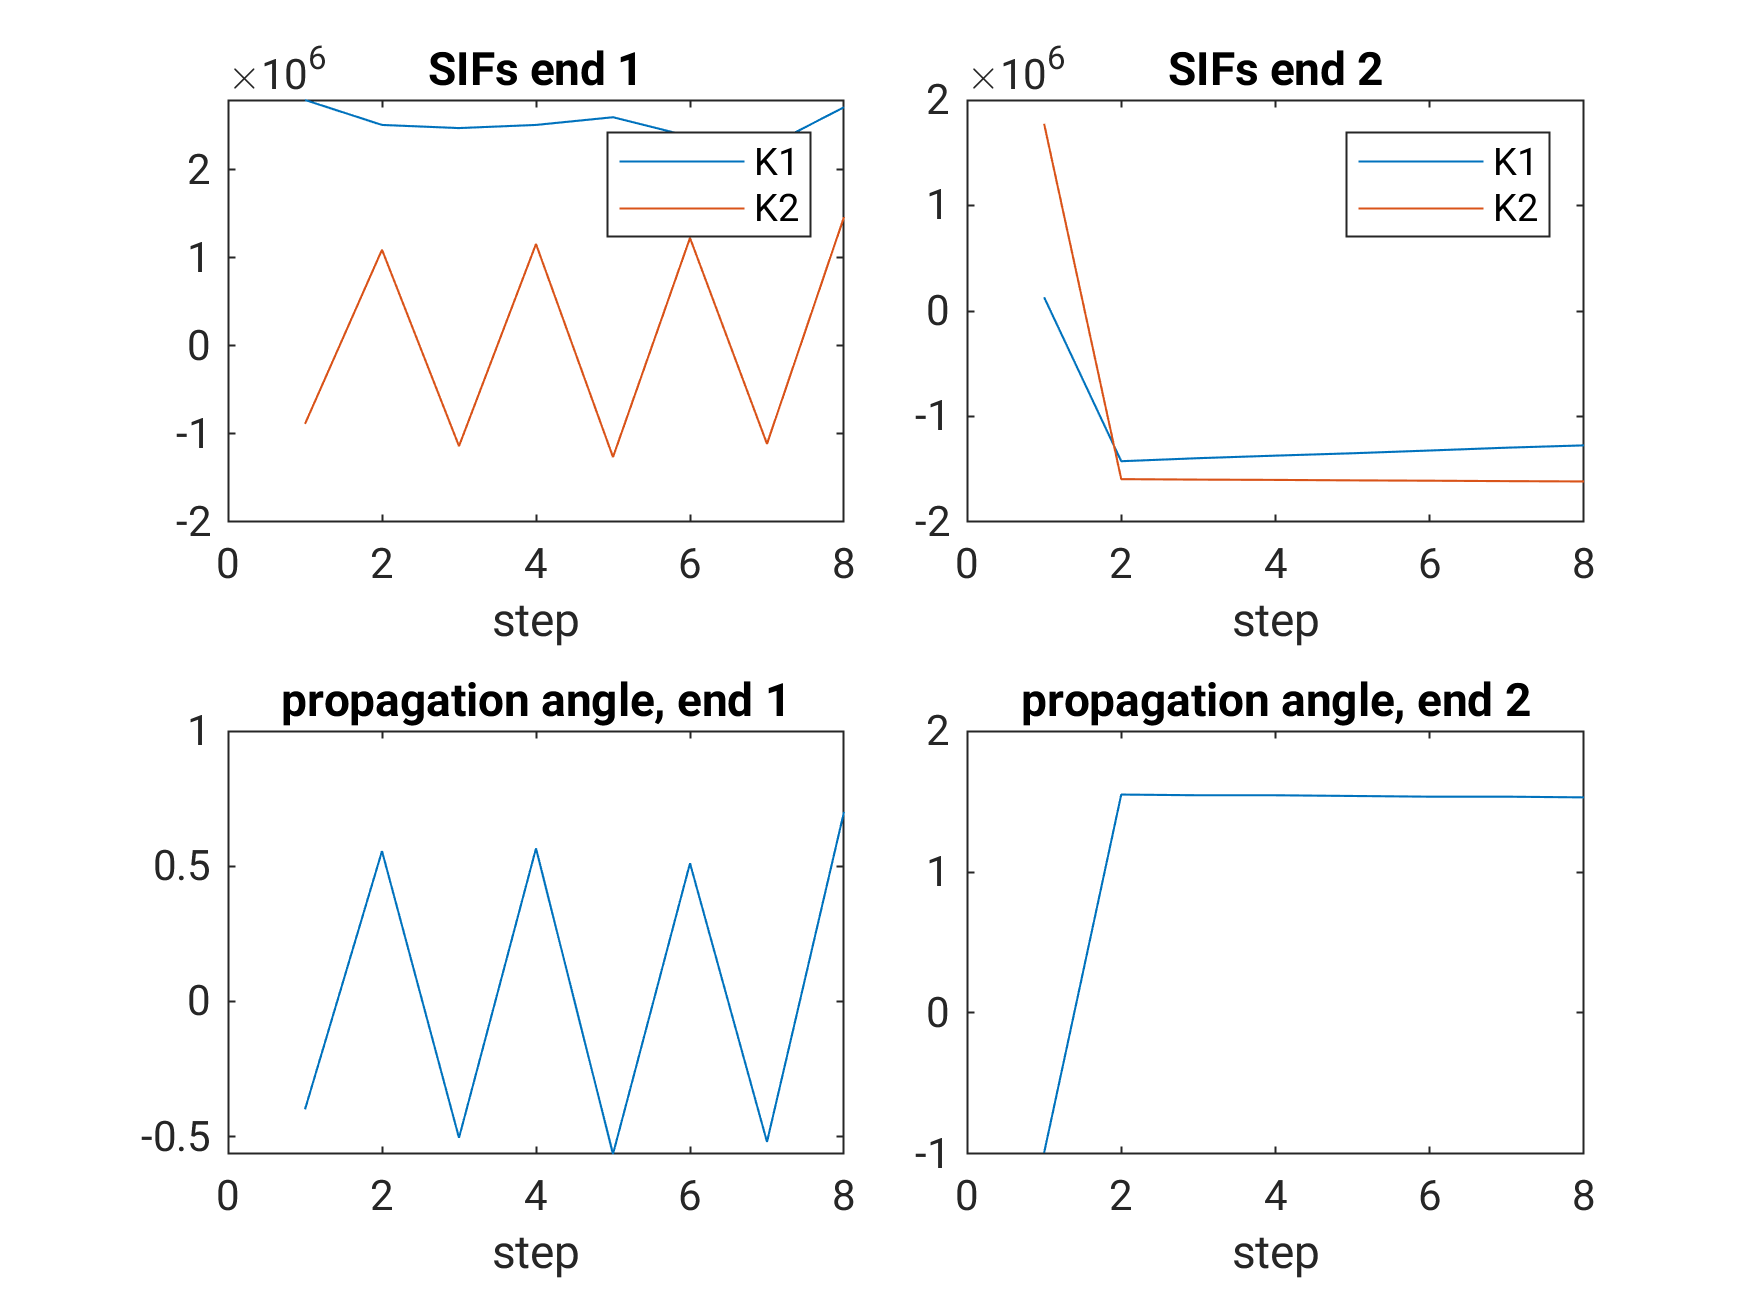 ×10^6 SIFs end 1
2
1
0
-1
-2
0 2 4 6 8
step
K1
K2
×10^6 SIFs end 2
2
1
0
-1
-2
0 2 4 6 8
step
K1
K2
propagation angle, end 1
1
0.5
0
-0.5
0 2 4 6 8
step
propagation angle, end 2
2
1
0
-1
0 2 4 6 8
step